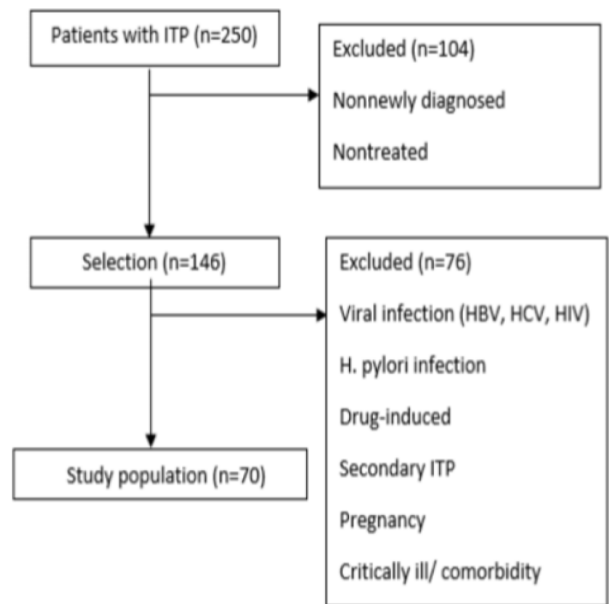 Patients with ITP (n=250)
Excluded (n=104)
Nonnewly diagnosed
Nontreated
Selection (n=146)
Excluded (n=76)
Viral infection (HBV, HCV, HIV)
H. pylori infection
Drug-induced
Secondary ITP
Pregnancy
Critically ill/ comorbidity
Study population (n=70)